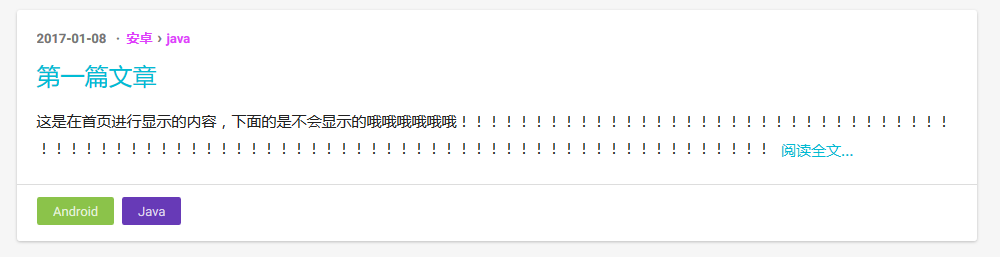 2017-01-08 · 安卓 › java
第一篇文章
这是在首页进行显示的内容，下面的是不会显示的哦哦哦哦哦哦！！！！！！！！！！！！！！！！！！！！！！！！！！！！！！！！！
！！！！！！！！！！！！！！！！！！！！！！！！！！！！！！！！！！！！！！！！！！！！！！！！！ 阅读全文...
Android Java